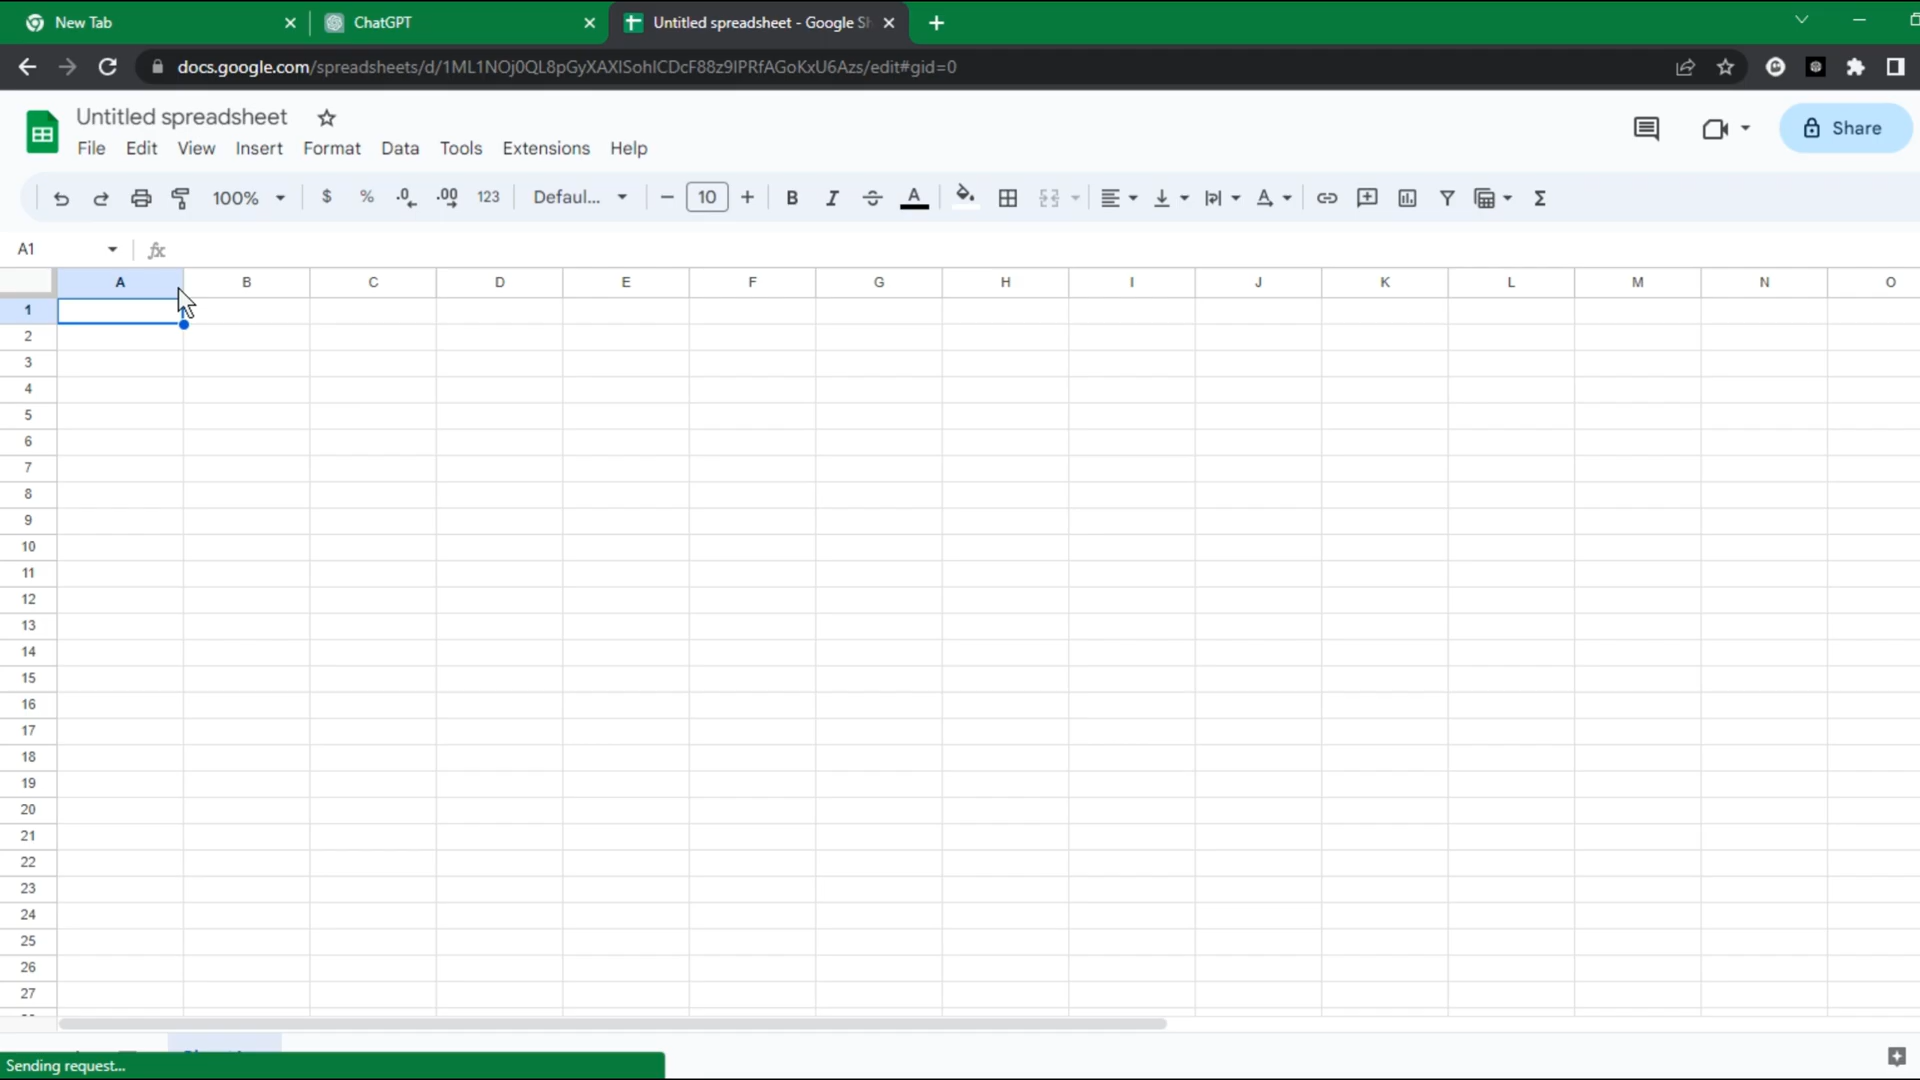 New Tab
ChatGPT
Untitled spreadsheet - Google Sh
docs.google.com/spreadsheets/d/1ML1NOj0QL8pGyXAXISohICDcF88z9IPRfAGoKxU6Azs/edit#gid=0
Untitled spreadsheet
File Edit View Insert Format Data Tools Extensions Help
Share
100% $ % .0 .00 123 Defaul... 10 B I S A A Σ
A1 fx
A B C D E F G H I J K L M N O
1
2
3
4
5
6
7
8
9
10
11
12
13
14
15
16
17
18
19
20
21
22
23
24
25
26
27
Sending request...